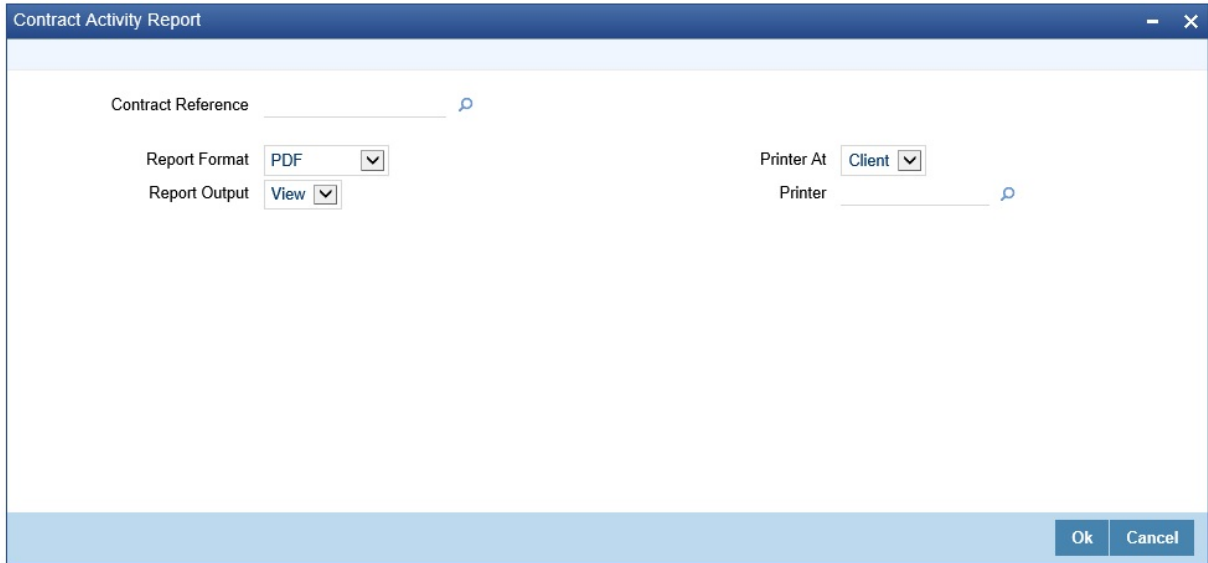 Contract Activity Report
Contract Reference
Report Format PDF Printer At Client
Report Output View Printer
Ok Cancel